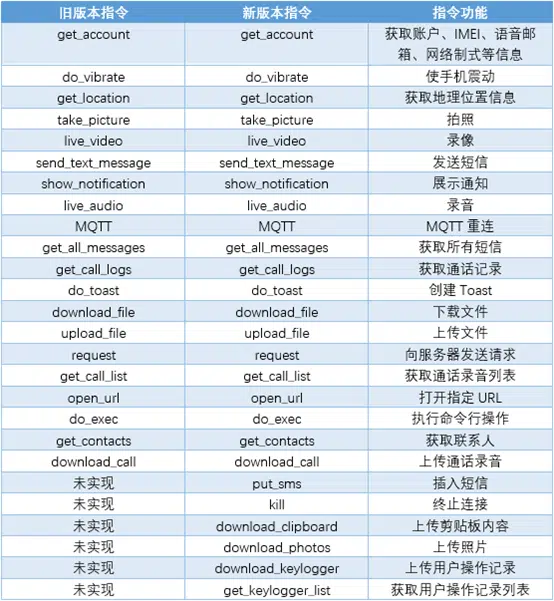 旧版本指令 新版本指令 指令功能
get_account get_account 获取账户、IMEI、语音邮
箱、网络制式等信息
do_vibrate do_vibrate 使手机震动
get_location get_location 获取地理位置信息
take_picture take_picture 拍照
live_video live_video 录像
send_text_message send_text_message 发送短信
show_notification show_notification 展示通知
live_audio live_audio 录音
MQTT MQTT MQTT 重连
get_all_messages get_all_messages 获取所有短信
get_call_logs get_call_logs 获取通话记录
do_toast do_toast 创建 Toast
download_file download_file 下载文件
upload_file upload_file 上传文件
request request 向服务器发送请求
get_call_list get_call_list 获取通话录音列表
open_url open_url 打开指定 URL
do_exec do_exec 执行命令行操作
get_contacts get_contacts 获取联系人
download_call download_call 上传通话录音
未实现 put_sms 插入短信
未实现 kill 终止连接
未实现 download_clipboard 上传剪贴板内容
未实现 download_photos 上传照片
未实现 download_keylogger 上传用户操作记录
未实现 get_keylogger_list 获取用户操作记录列表